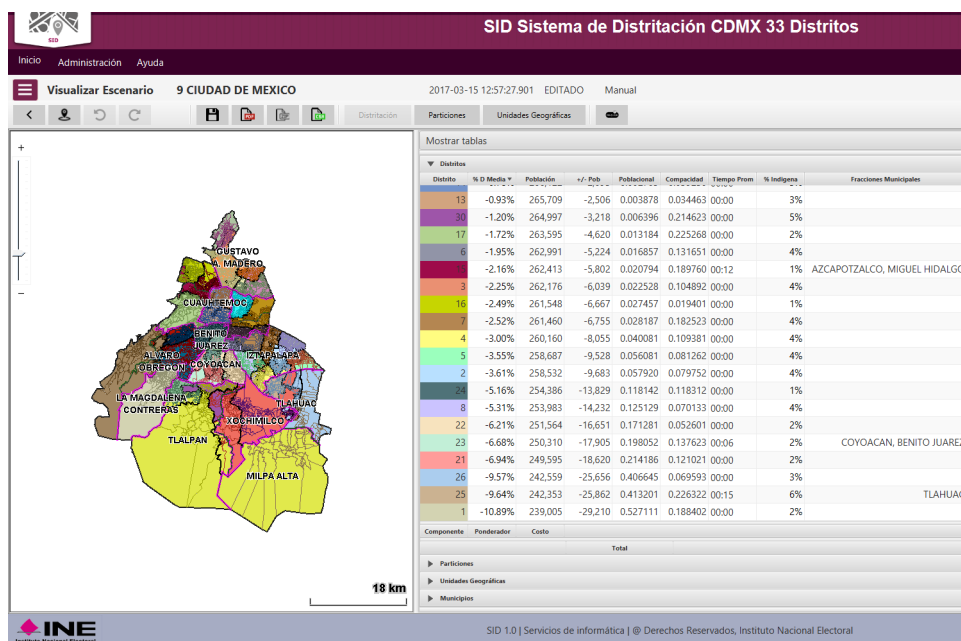 SID
SID Sistema de Distritación CDMX 33 Distritos
Inicio Administración Ayuda
Visualizar Escenario 9 CIUDAD DE MEXICO 2017-03-15 12:57:27.901 EDITADO Manual
Distritación Particiones Unidades Geográficas
Mostrar tablas
Distritos
Distrito % D Media Población +/- Pob Poblacional Compacidad Tiempo Prom % Indígena Fracciones Municipales
13 -0.93% 265,709 -2,506 0.003878 0.034463 00:00 3%
30 -1.20% 264,997 -3,218 0.006396 0.214623 00:00 5%
17 -1.72% 263,595 -4,620 0.013184 0.225268 00:00 2%
6 -1.95% 262,991 -5,224 0.016857 0.131651 00:00 4%
-2.16% 262,413 -5,802 0.020794 0.189760 00:12 1% AZCAPOTZALCO, MIGUEL HIDALGO
3 -2.25% 262,176 -6,039 0.022528 0.104892 00:00 4%
16 -2.49% 261,548 -6,667 0.027457 0.019401 00:00 1%
7 -2.52% 261,460 -6,755 0.028187 0.182523 00:00 4%
4 -3.00% 260,160 -8,055 0.040081 0.109381 00:00 4%
5 -3.55% 258,687 -9,528 0.056081 0.081262 00:00 4%
2 -3.61% 258,532 -9,683 0.057920 0.079752 00:00 4%
24 -5.16% 254,386 -13,829 0.118142 0.118312 00:00 1%
8 -5.31% 253,983 -14,232 0.125129 0.070133 00:00 4%
22 -6.21% 251,564 -16,651 0.171281 0.052601 00:00 2%
23 -6.68% 250,310 -17,905 0.198052 0.137623 00:06 2% COYOACAN, BENITO JUAREZ
21 -6.94% 249,595 -18,620 0.214186 0.121021 00:00 2%
26 -9.57% 242,559 -25,656 0.406645 0.069593 00:00 3%
25 -9.64% 242,353 -25,862 0.413201 0.226322 00:15 6% TLAHUAC
1 -10.89% 239,005 -29,210 0.527111 0.188402 00:00 2%
Componente Ponderador Costo
Total
Particiones
Unidades Geográficas
Municipios
+
−
GUSTAVO
A. MADERO
CUAUHTEMOC
BENITO
JUAREZ
ALVARO
OBREGON
COYOACAN
IZTAPALAPA
LA MAGDALENA
CONTRERAS
TLAHUAC
XOCHIMILCO
TLALPAN
MILPA ALTA
18 km
INE
Instituto Nacional Electoral
SID 1.0 | Servicios de informática | @ Derechos Reservados, Instituto Nacional Electoral